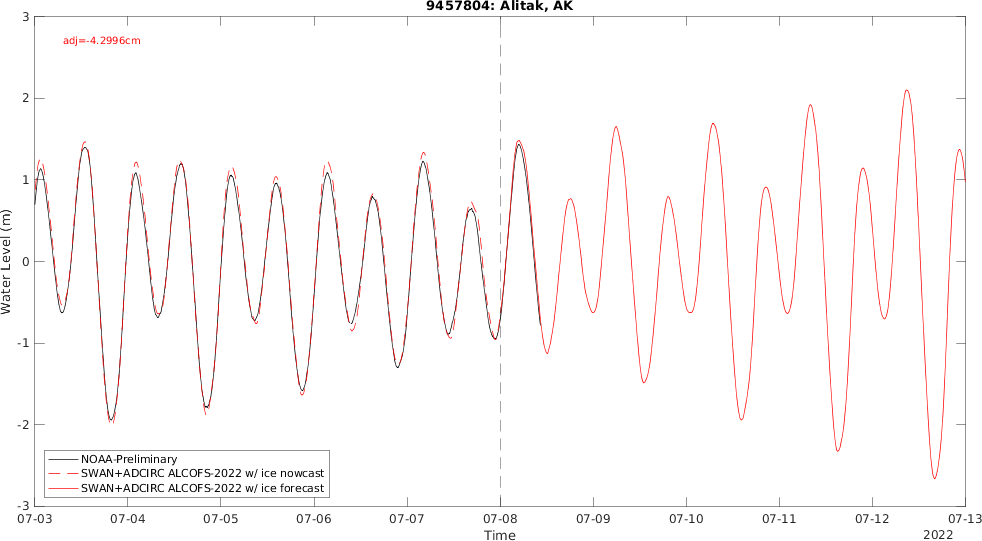 9457804: Alitak, AK
adj=-4.2996cm
Water Level (m)
3
2
1
0
-1
-2
-3
NOAA-Preliminary
SWAN+ADCIRC ALCOFS-2022 w/ ice nowcast
SWAN+ADCIRC ALCOFS-2022 w/ ice forecast
07-03 07-04 07-05 07-06 07-07 07-08 07-09 07-10 07-11 07-12 07-13
Time
2022